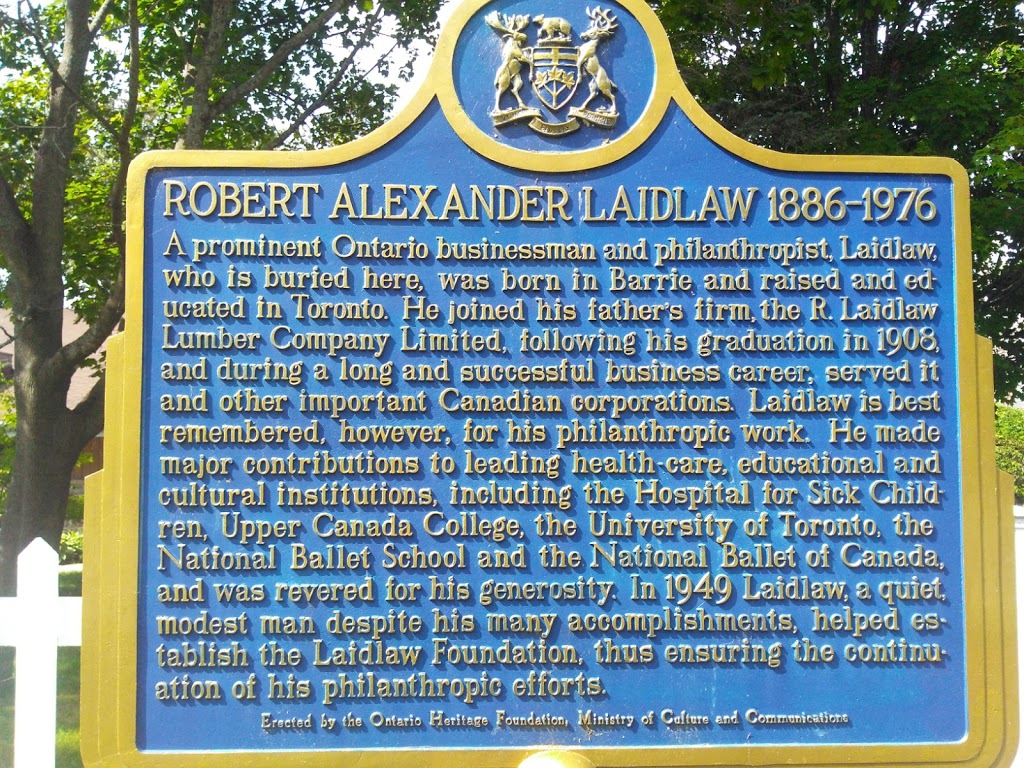 ROBERT ALEXANDER LAIDLAW 1886-1976
A prominent Ontario businessman and philanthropist, Laidlaw,
who is buried here, was born in Barrie and raised and ed-
ucated in Toronto. He joined his father's firm, the R. Laidlaw
Lumber Company Limited, following his graduation in 1908,
and during a long and successful business career, served it
and other important Canadian corporations. Laidlaw is best
remembered, however, for his philanthropic work. He made
major contributions to leading health-care, educational and
cultural institutions, including the Hospital for Sick Child-
ren, Upper Canada College, the University of Toronto, the
National Ballet School and the National Ballet of Canada,
and was revered for his generosity. In 1949 Laidlaw, a quiet,
modest man despite his many accomplishments, helped es-
tablish the Laidlaw Foundation, thus ensuring the continu-
ation of his philanthropic efforts.
Erected by the Ontario Heritage Foundation, Ministry of Culture and Communications